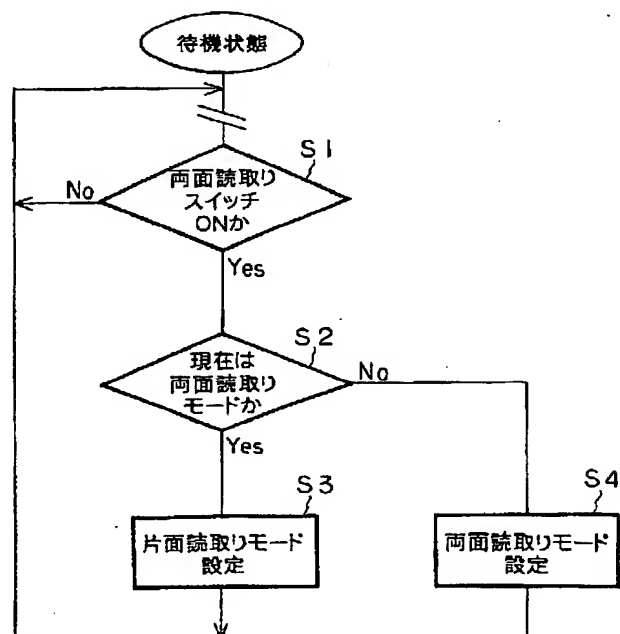 待機状態
S1
両面読取り
スイッチ
ONか
No
Yes
S2
現在は
両面読取り
モードか
No
Yes
S3
片面読取りモード
設定
S4
両面読取りモード
設定